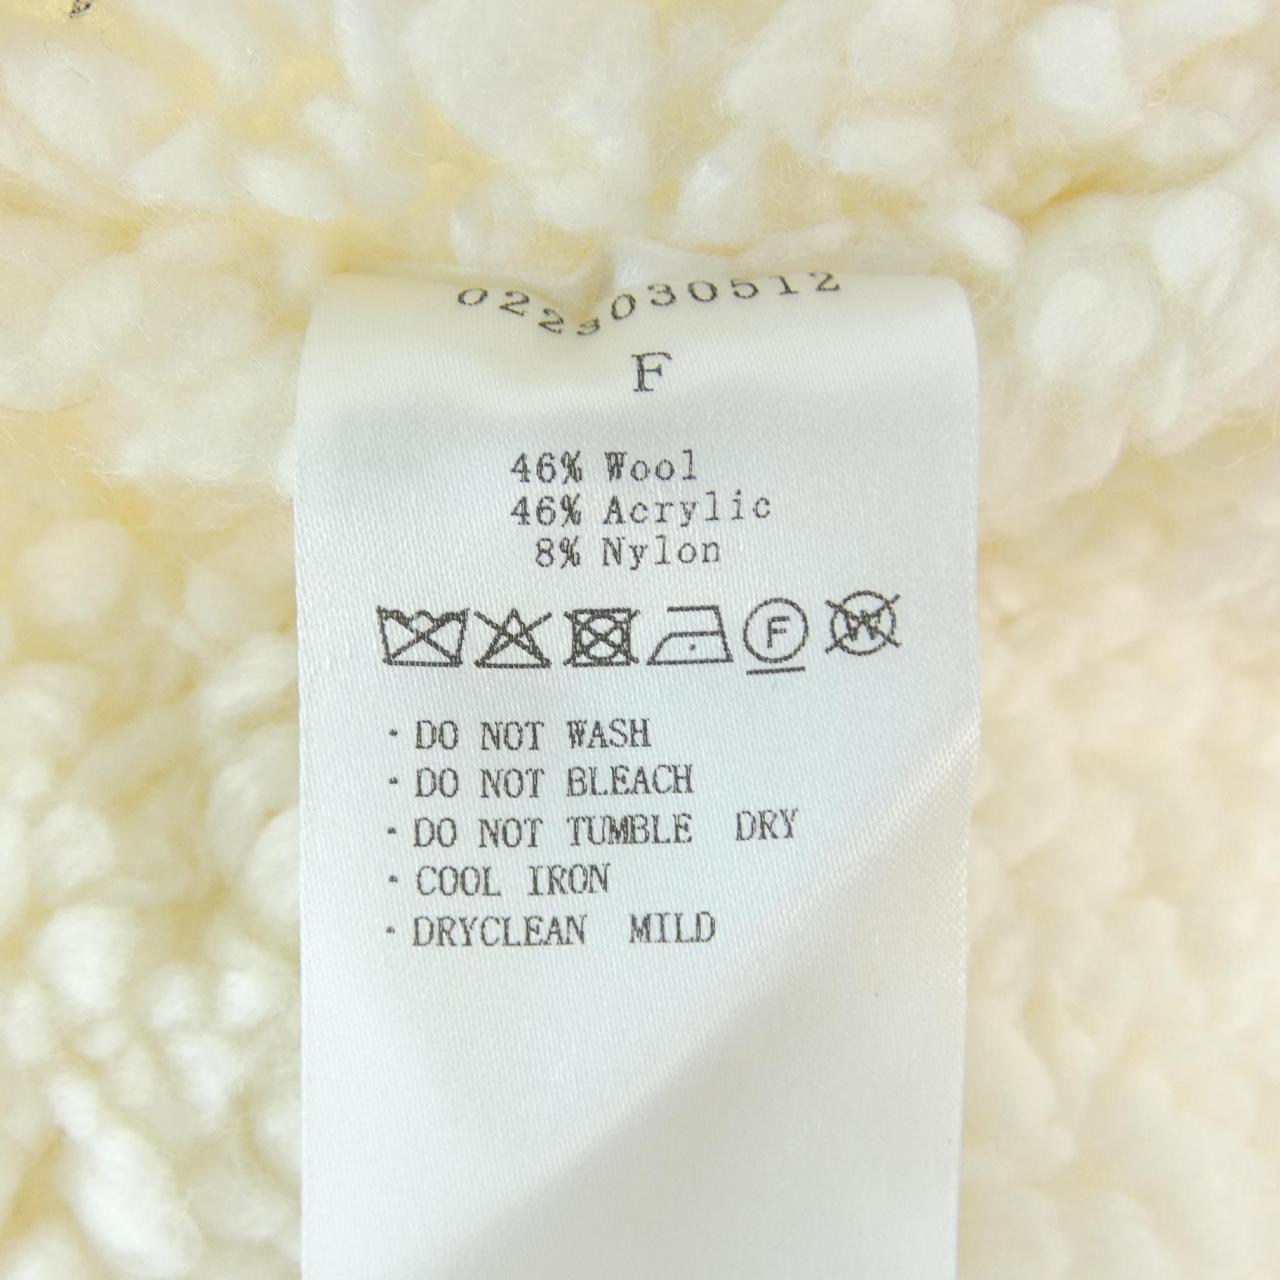 0223030512
F
46% Wool
46% Acrylic
8% Nylon
F W
· DO NOT WASH
· DO NOT BLEACH
· DO NOT TUMBLE DRY
· COOL IRON
· DRYCLEAN MILD